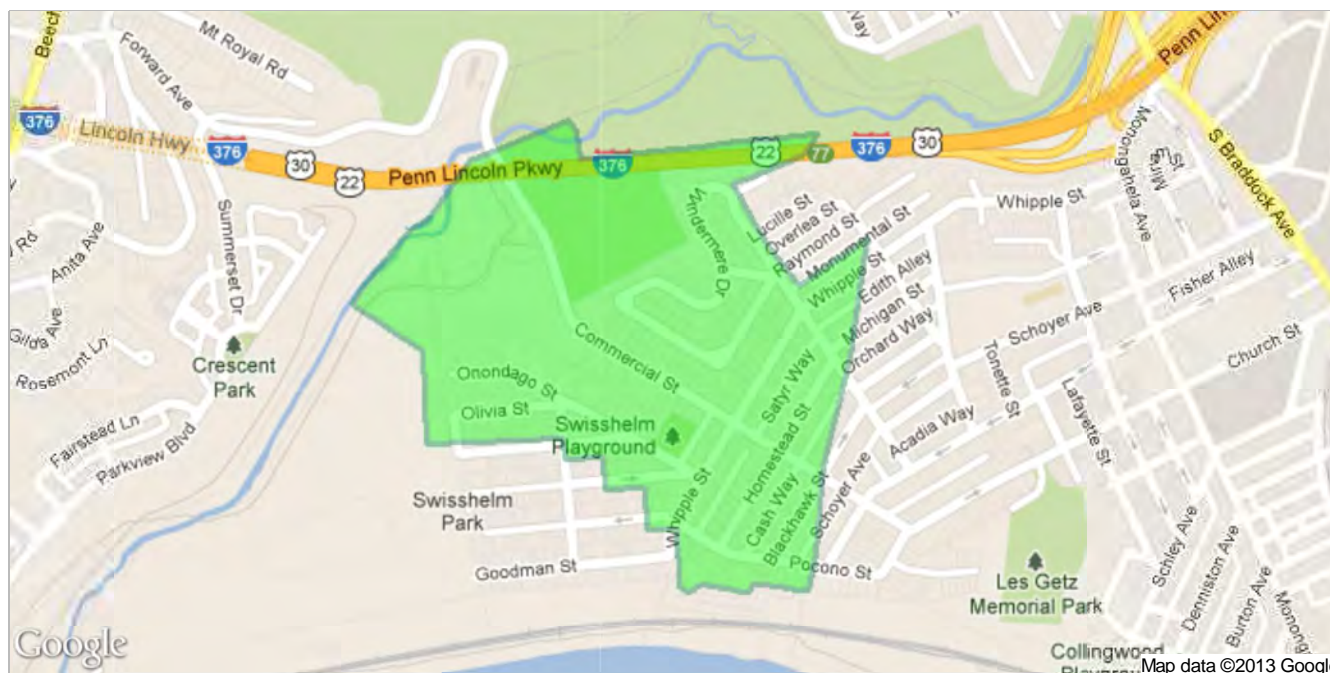 Beech
Forward Ave
Mt Royal Rd
Way
Penn Lin
376
Lincoln Hwy
376
30
22
Penn Lincoln Pkwy
376
22
77
376
30
S Braddock Ave
Monongahela Ave
Whipple St
Summerset Dr
Anita Ave
Rd
Gilda Ave
Rosemont Ln
Crescent
Park
Fairstead Ln
Parkview Blvd
Windermere Dr
Lucille St
Overlea St
Raymond St
Monumental St
Whipple St
Edith Alley
Michigan St
Orchard Way
Fisher Alley
Schoyer Ave
Church St
Tonette St
Lafayette St
Acadia Way
Commercial St
Onondago St
Olivia St
Swisshelm
Playground
Satyr Way
Homestead St
Cash Way
Blackhawk St
Schoyer Ave
Whipple St
Swisshelm
Park
Goodman St
Pocono St
Les Getz
Memorial Park
Schley Ave
Denniston Ave
Burton Ave
Monong
Collingwood
Google
Map data ©2013 Google